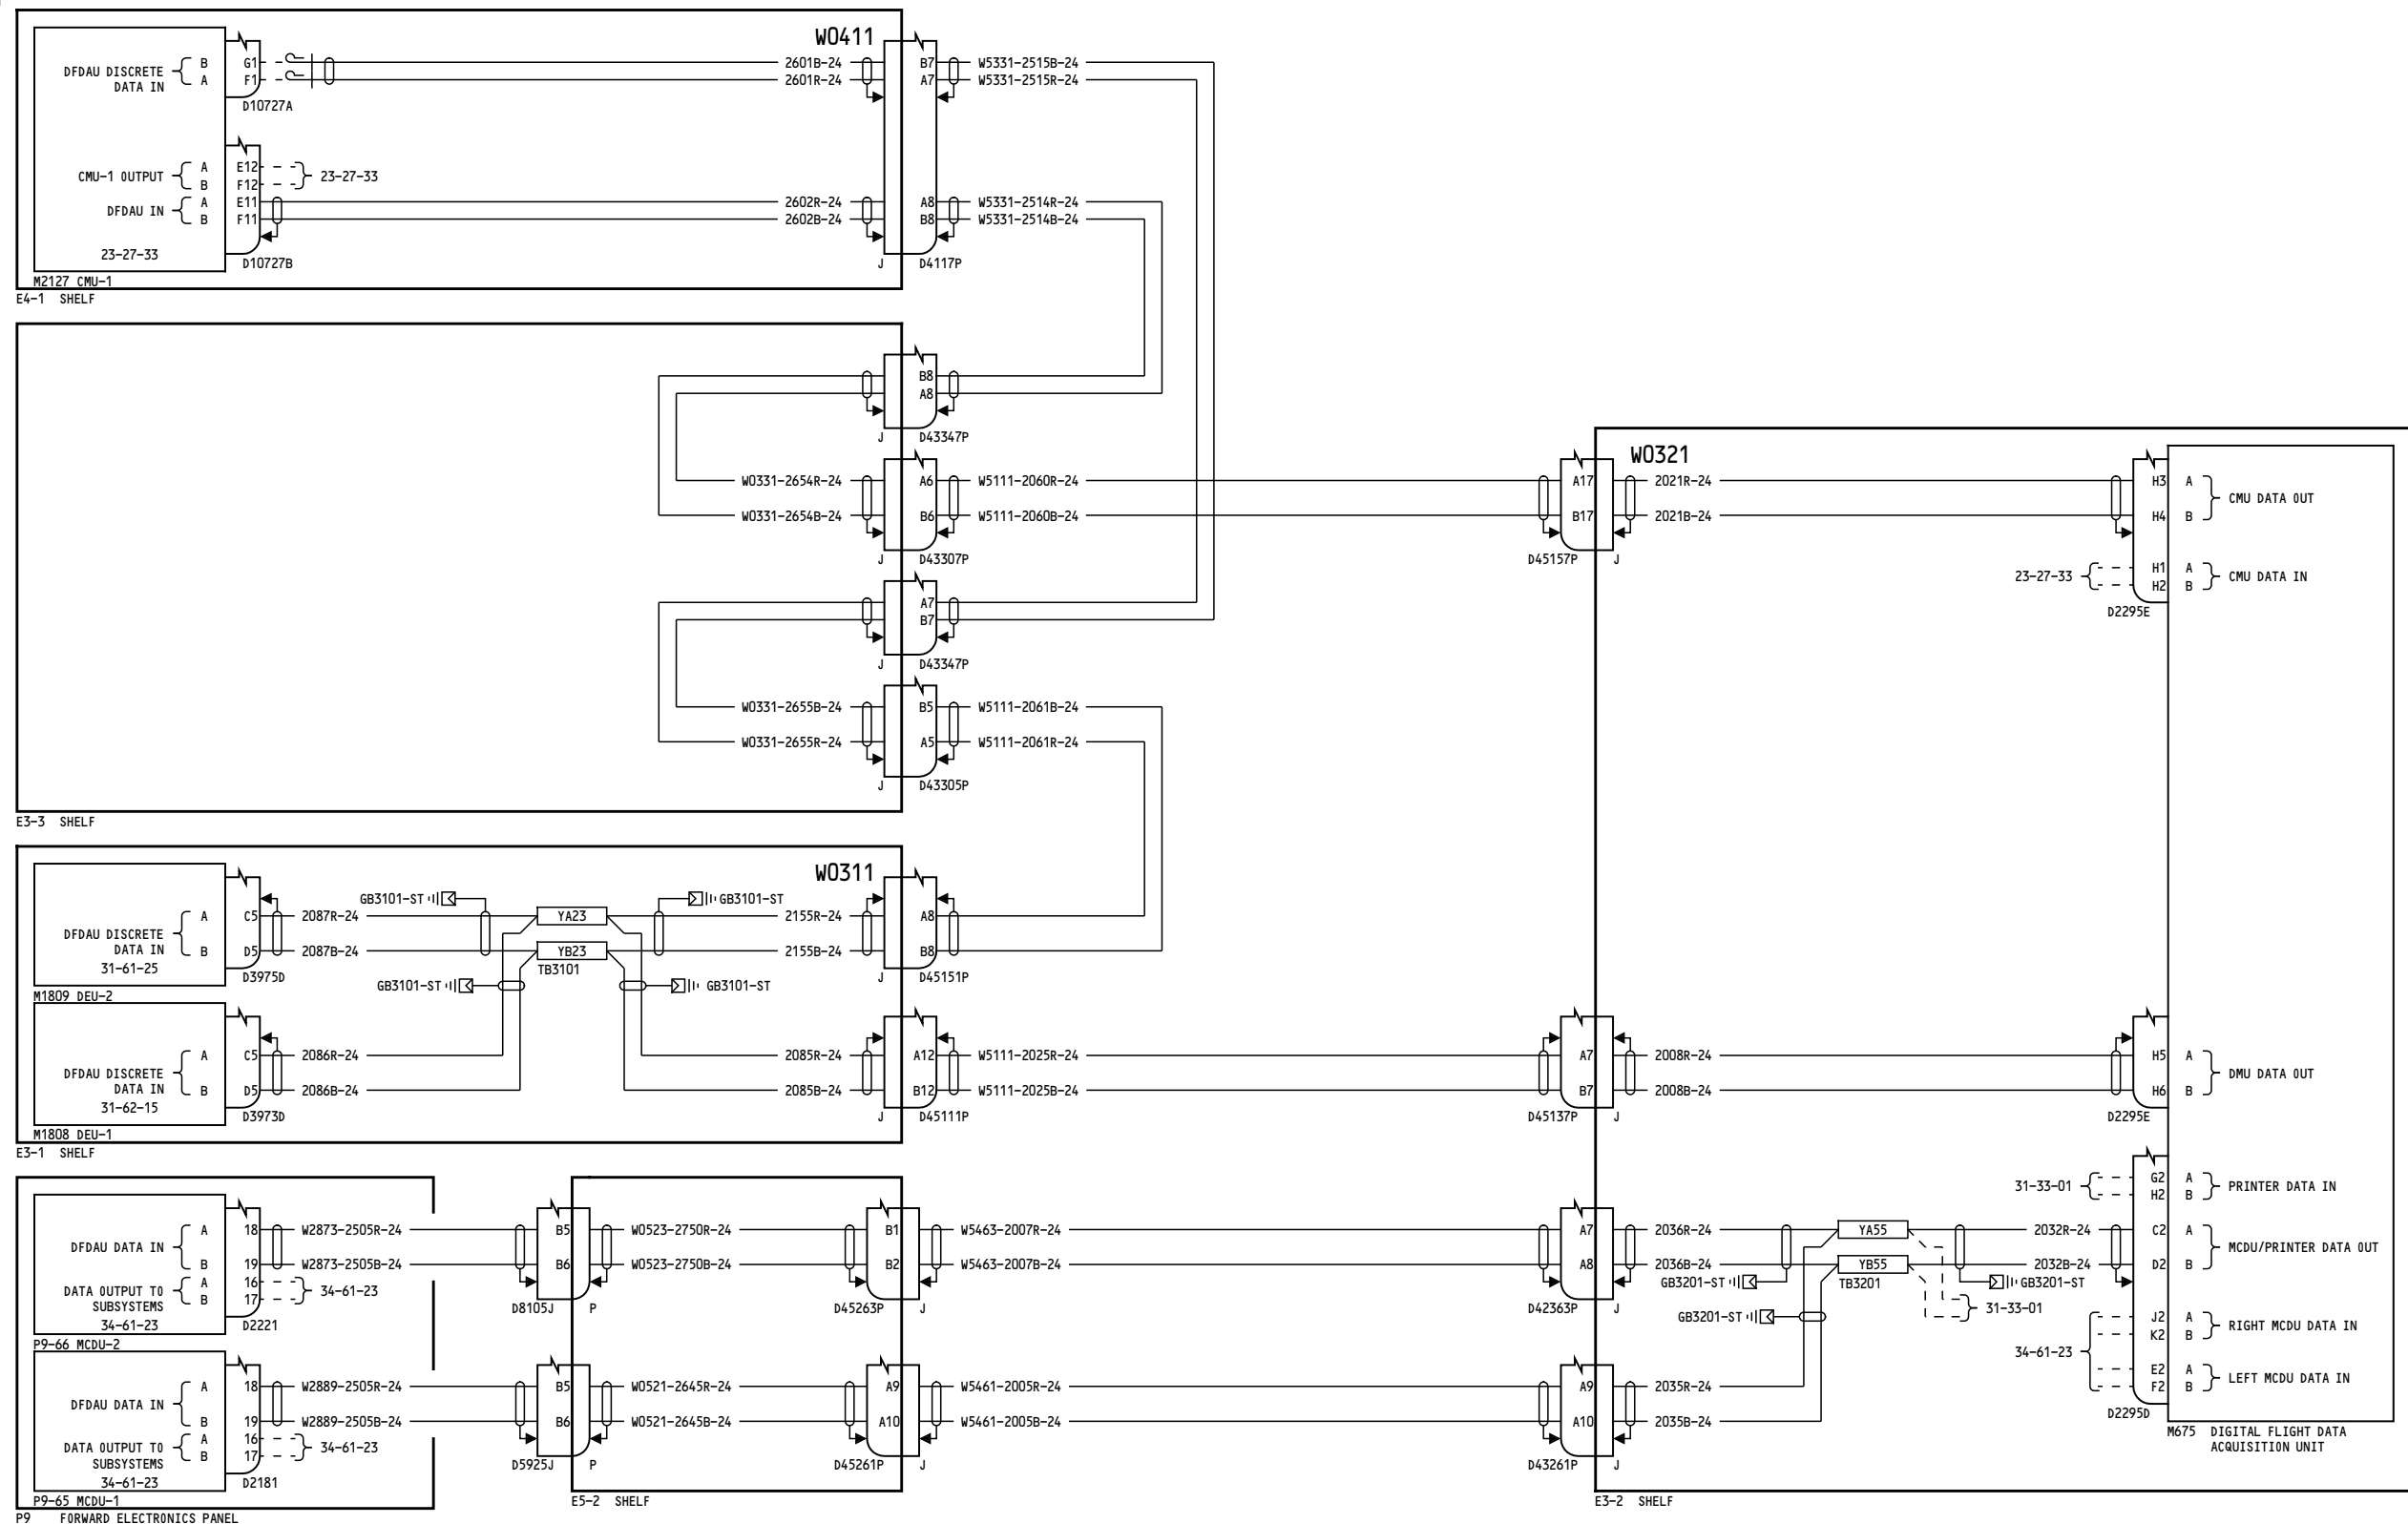 W0411
DFDAU DISCRETE
DATA IN
B G1
A F1
D10727A
2601B-24
2601R-24
B7 W5331-2515B-24
A7 W5331-2515R-24
CMU-1 OUTPUT
A E12
B F12
23-27-33
DFDAU IN
A E11
B F11
2602R-24
2602B-24
A8 W5331-2514R-24
B8 W5331-2514B-24
23-27-33
D10727B
J D4117P
M2127 CMU-1
E4-1 SHELF
B8
A8
J D43347P
W0331-2654R-24 A6 W5111-2060R-24
W0331-2654B-24 B6 W5111-2060B-24
J D43307P
A7
B7
J D43347P
W0331-2655B-24 B5 W5111-2061B-24
W0331-2655R-24 A5 W5111-2061R-24
J D43305P
E3-3 SHELF
W0321
A17 2021R-24 H3 A
B17 2021B-24 H4 B
CMU DATA OUT
D45157P J
23-27-33
H1 A
H2 B
CMU DATA IN
D2295E
W0311
GB3101-ST GB3101-ST
A C5 2087R-24 YA23 2155R-24 A8
DFDAU DISCRETE
DATA IN
B D5 2087B-24 YB23 2155B-24 B8
31-61-25
D3975D TB3101 J D45151P
GB3101-ST GB3101-ST
M1809 DEU-2
A C5 2086R-24 2085R-24 A12 W5111-2025R-24 A7 2008R-24 H5 A
DFDAU DISCRETE
DATA IN
DMU DATA OUT
B D5 2086B-24 2085B-24 B12 W5111-2025B-24 B7 2008B-24 H6 B
31-62-15
D3973D J D45111P D45137P J D2295E
M1808 DEU-1
E3-1 SHELF
31-33-01
G2 A
H2 B
PRINTER DATA IN
A 18 W2873-2505R-24 B5 W0523-2750R-24 B1 W5463-2007R-24 A7 2036R-24 YA55 2032R-24 C2 A
DFDAU DATA IN
MCDU/PRINTER DATA OUT
B 19 W2873-2505B-24 B6 W0523-2750B-24 B2 W5463-2007B-24 A8 2036B-24 YB55 2032B-24 D2 B
DATA OUTPUT TO
SUBSYSTEMS
A 16
B 17
34-61-23
GB3201-ST TB3201 GB3201-ST
34-61-23
D2221 D8105J P D45263P J D42363P J
31-33-01
GB3201-ST
P9-66 MCDU-2
J2 A
K2 B
RIGHT MCDU DATA IN
34-61-23
E2 A
F2 B
LEFT MCDU DATA IN
D2295D
A 18 W2889-2505R-24 B5 W0521-2645R-24 A9 W5461-2005R-24 A9 2035R-24
DFDAU DATA IN
B 19 W2889-2505B-24 B6 W0521-2645B-24 A10 W5461-2005B-24 A10 2035B-24
DATA OUTPUT TO
SUBSYSTEMS
A 16
B 17
34-61-23
34-61-23
D2181 D5925J P D45261P J D43261P J
M675 DIGITAL FLIGHT DATA
ACQUISITION UNIT
P9-65 MCDU-1
E5-2 SHELF
E3-2 SHELF
P9 FORWARD ELECTRONICS PANEL